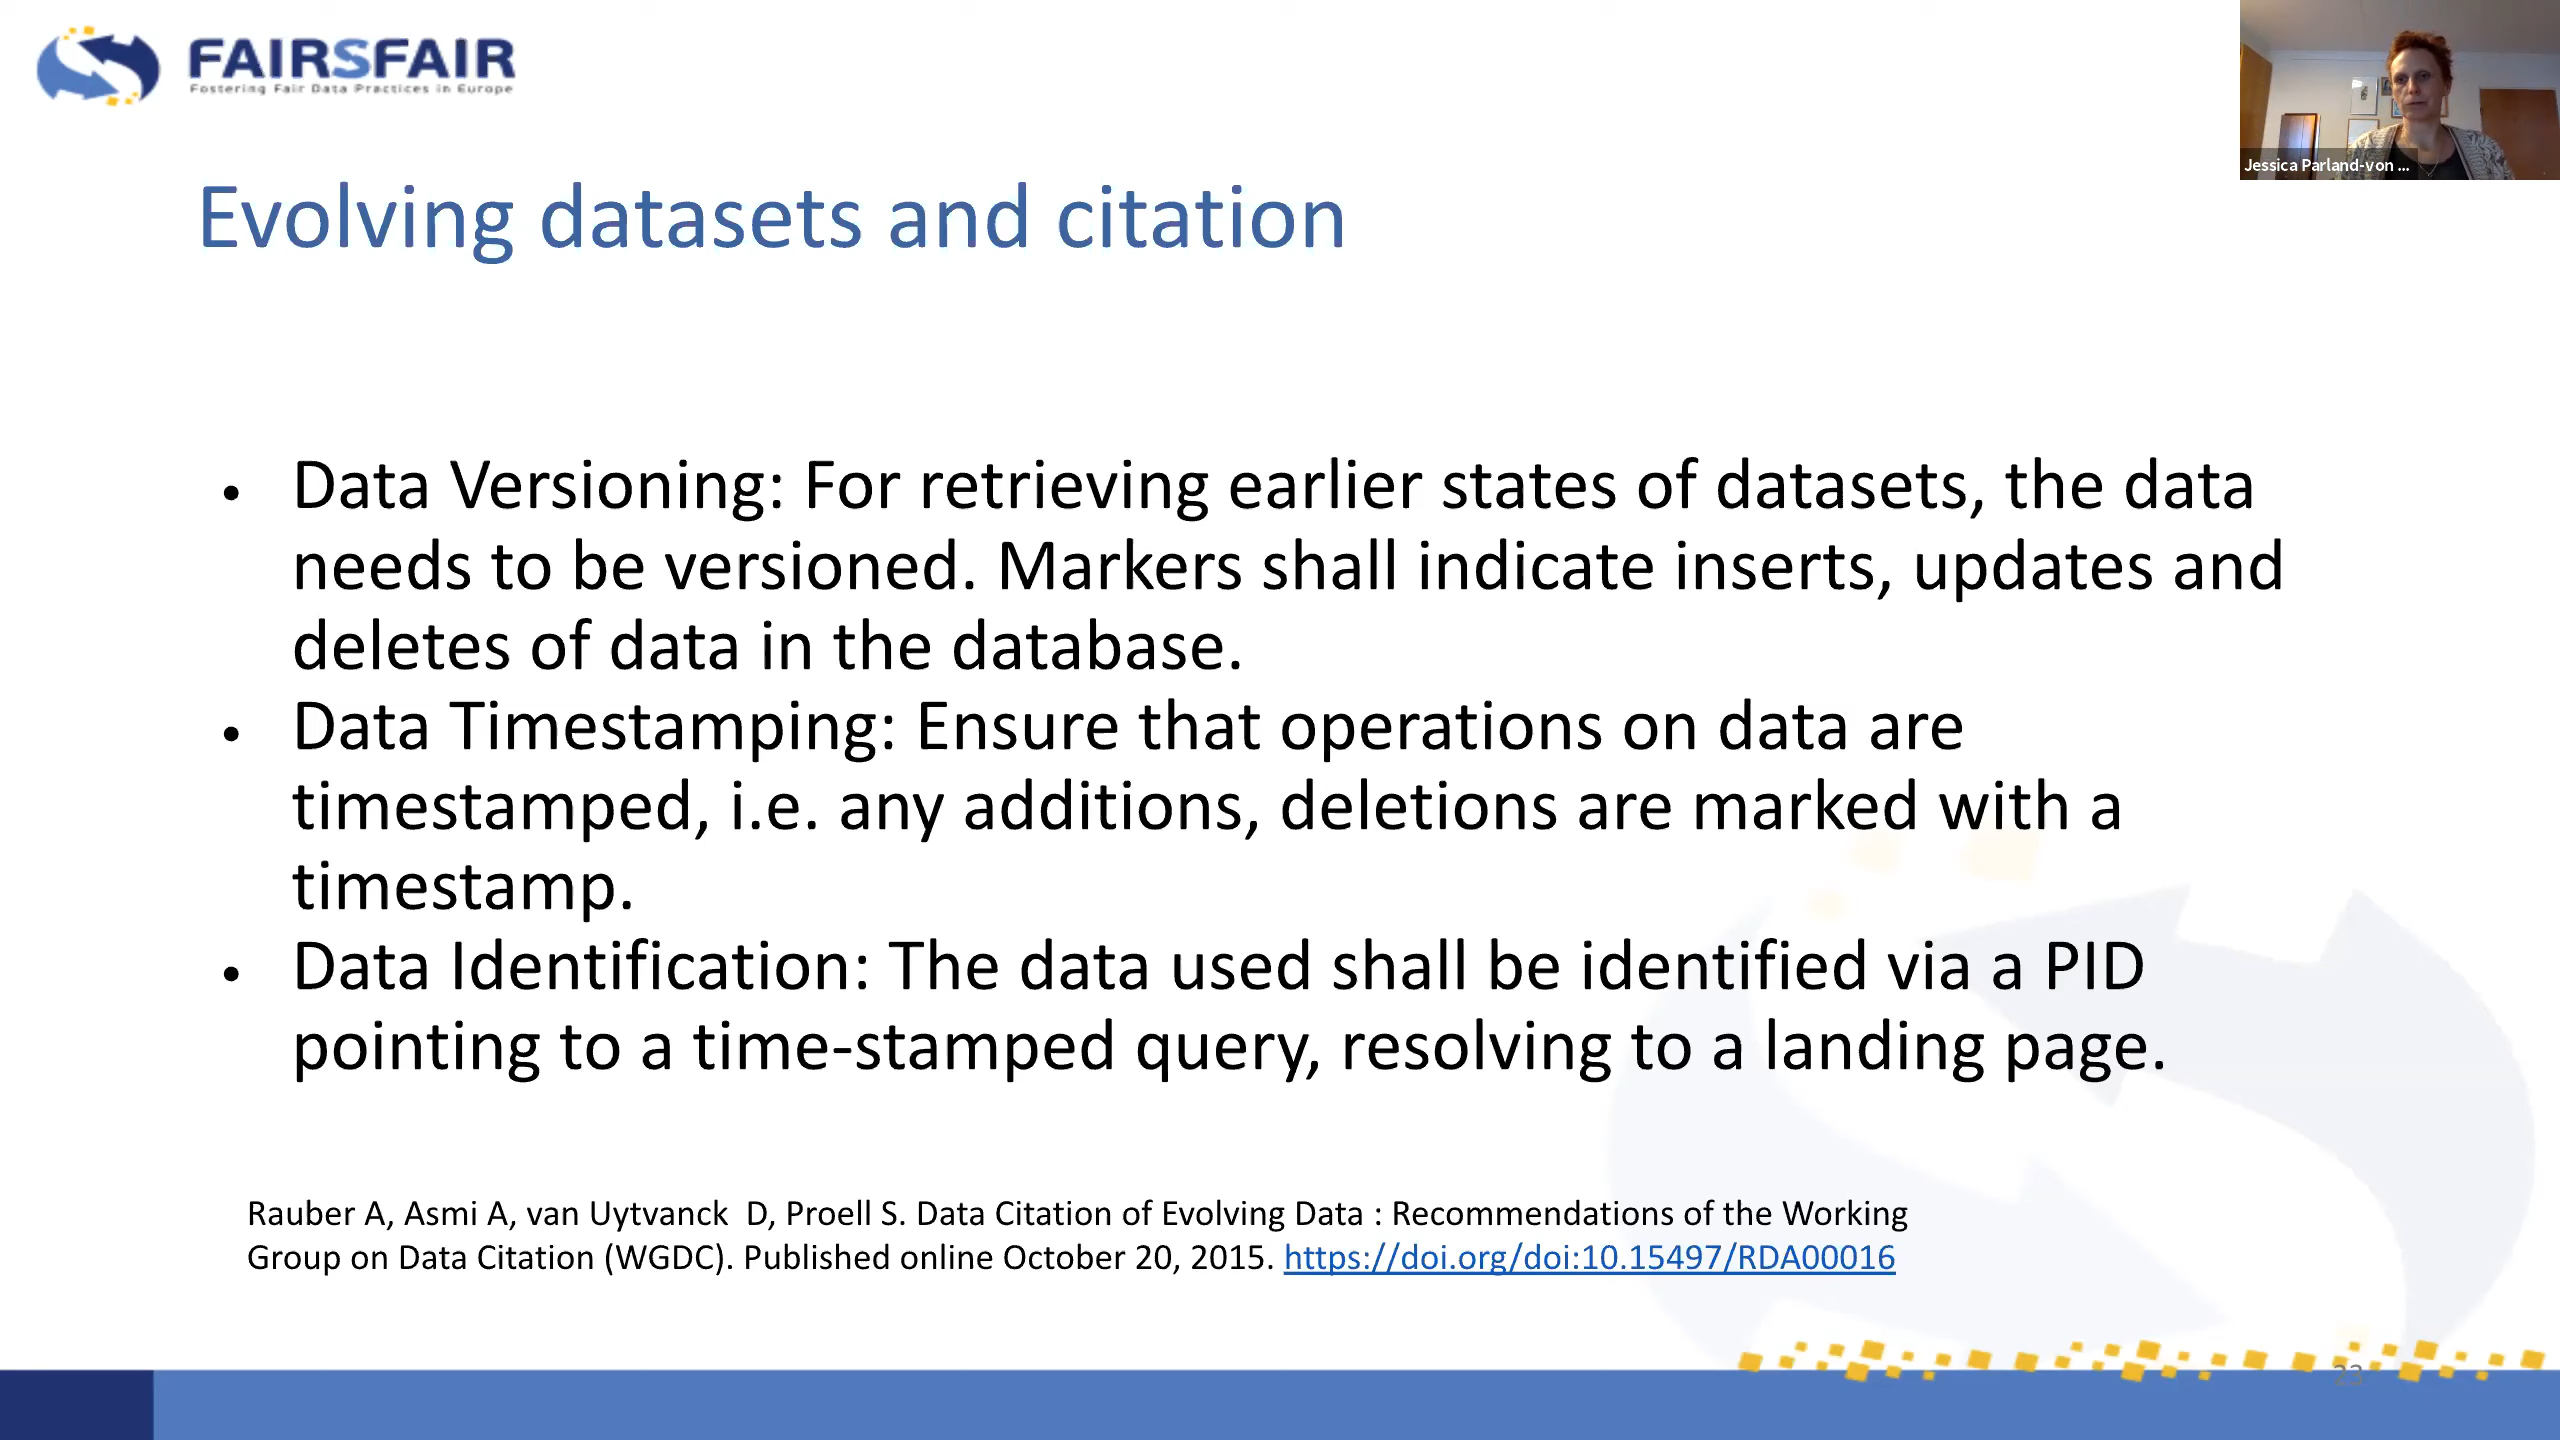 FAIRSFAIR
Fostering Fair Data Practices in Europe
Jessica Parland-von ...
Evolving datasets and citation
• Data Versioning: For retrieving earlier states of datasets, the data
needs to be versioned. Markers shall indicate inserts, updates and
deletes of data in the database.
• Data Timestamping: Ensure that operations on data are
timestamped, i.e. any additions, deletions are marked with a
timestamp.
• Data Identification: The data used shall be identified via a PID
pointing to a time-stamped query, resolving to a landing page.
Rauber A, Asmi A, van Uytvanck  D, Proell S. Data Citation of Evolving Data : Recommendations of the Working
Group on Data Citation (WGDC). Published online October 20, 2015. https://doi.org/doi:10.15497/RDA00016
23